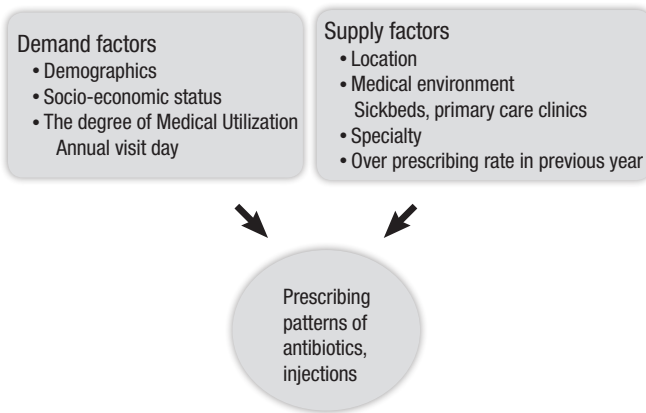 Demand factors
• Demographics
• Socio-economic status
• The degree of Medical Utilization
Annual visit day
Supply factors
• Location
• Medical environment
Sickbeds, primary care clinics
• Specialty
• Over prescribing rate in previous year
Prescribing
patterns of
antibiotics,
injections